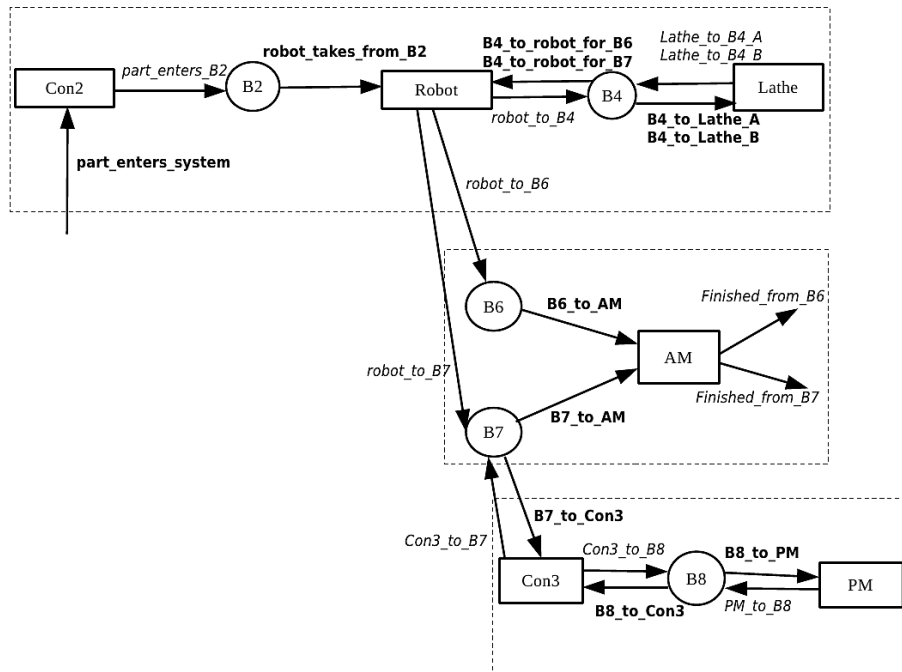 robot_takes_from_B2
B4_to_robot_for_B6
B4_to_robot_for_B7
Lathe_to_B4_A
Lathe_to_B4_B
part_enters_B2
Con2
B2
Robot
B4
Lathe
robot_to_B4
B4_to_Lathe_A
B4_to_Lathe_B
part_enters_system
robot_to_B6
B6
B6_to_AM
Finished_from_B6
AM
robot_to_B7
Finished_from_B7
B7
B7_to_AM
B7_to_Con3
Con3_to_B7
Con3_to_B8
B8_to_PM
Con3
B8
PM
B8_to_Con3
PM_to_B8